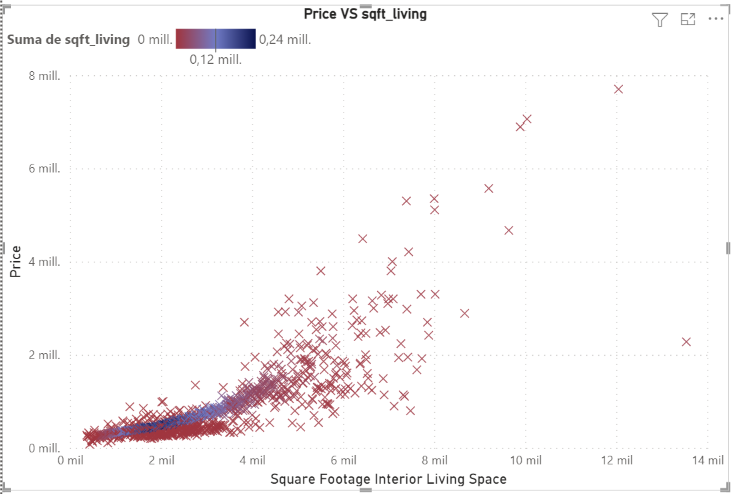 Price VS sqft_living
Suma de sqft_living 0 mill. 0,24 mill.
0,12 mill.
8 mill.
6 mill.
4 mill.
2 mill.
0 mill.
Price
0 mil 2 mil 4 mil 6 mil 8 mil 10 mil 12 mil 14 mil
Square Footage Interior Living Space